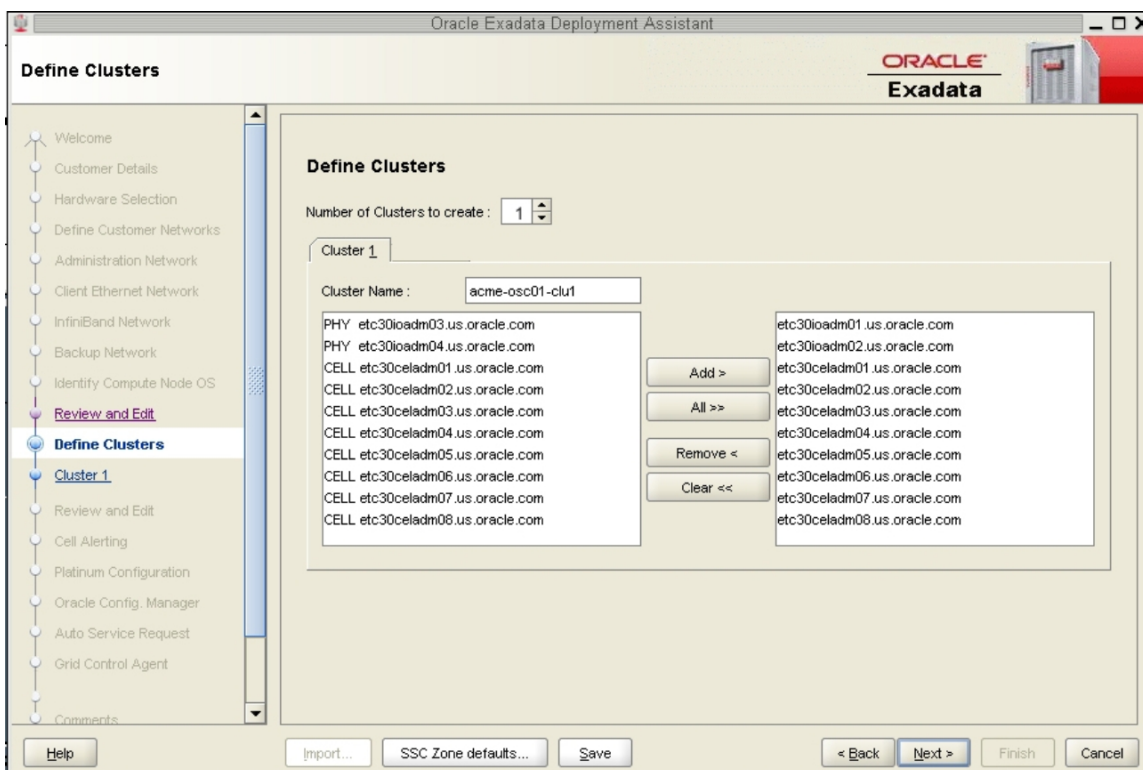 Oracle Exadata Deployment Assistant
Define Clusters
ORACLE
Exadata
Welcome
Customer Details
Hardware Selection
Define Customer Networks
Administration Network
Client Ethernet Network
InfiniBand Network
Backup Network
Identify Compute Node OS
Review and Edit
Define Clusters
Cluster 1
Review and Edit
Cell Alerting
Platinum Configuration
Oracle Config. Manager
Auto Service Request
Grid Control Agent
Comments
Define Clusters
Number of Clusters to create : 1
Cluster 1
Cluster Name : acme-osc01-clu1
PHY etc30ioadm03.us.oracle.com
PHY etc30ioadm04.us.oracle.com
CELL etc30celadm01.us.oracle.com
CELL etc30celadm02.us.oracle.com
CELL etc30celadm03.us.oracle.com
CELL etc30celadm04.us.oracle.com
CELL etc30celadm05.us.oracle.com
CELL etc30celadm06.us.oracle.com
CELL etc30celadm07.us.oracle.com
CELL etc30celadm08.us.oracle.com
Add >
All >>
Remove <
Clear <<
etc30ioadm01.us.oracle.com
etc30ioadm02.us.oracle.com
etc30celadm01.us.oracle.com
etc30celadm02.us.oracle.com
etc30celadm03.us.oracle.com
etc30celadm04.us.oracle.com
etc30celadm05.us.oracle.com
etc30celadm06.us.oracle.com
etc30celadm07.us.oracle.com
etc30celadm08.us.oracle.com
Help
Import...
SSC Zone defaults...
Save
< Back
Next >
Finish
Cancel